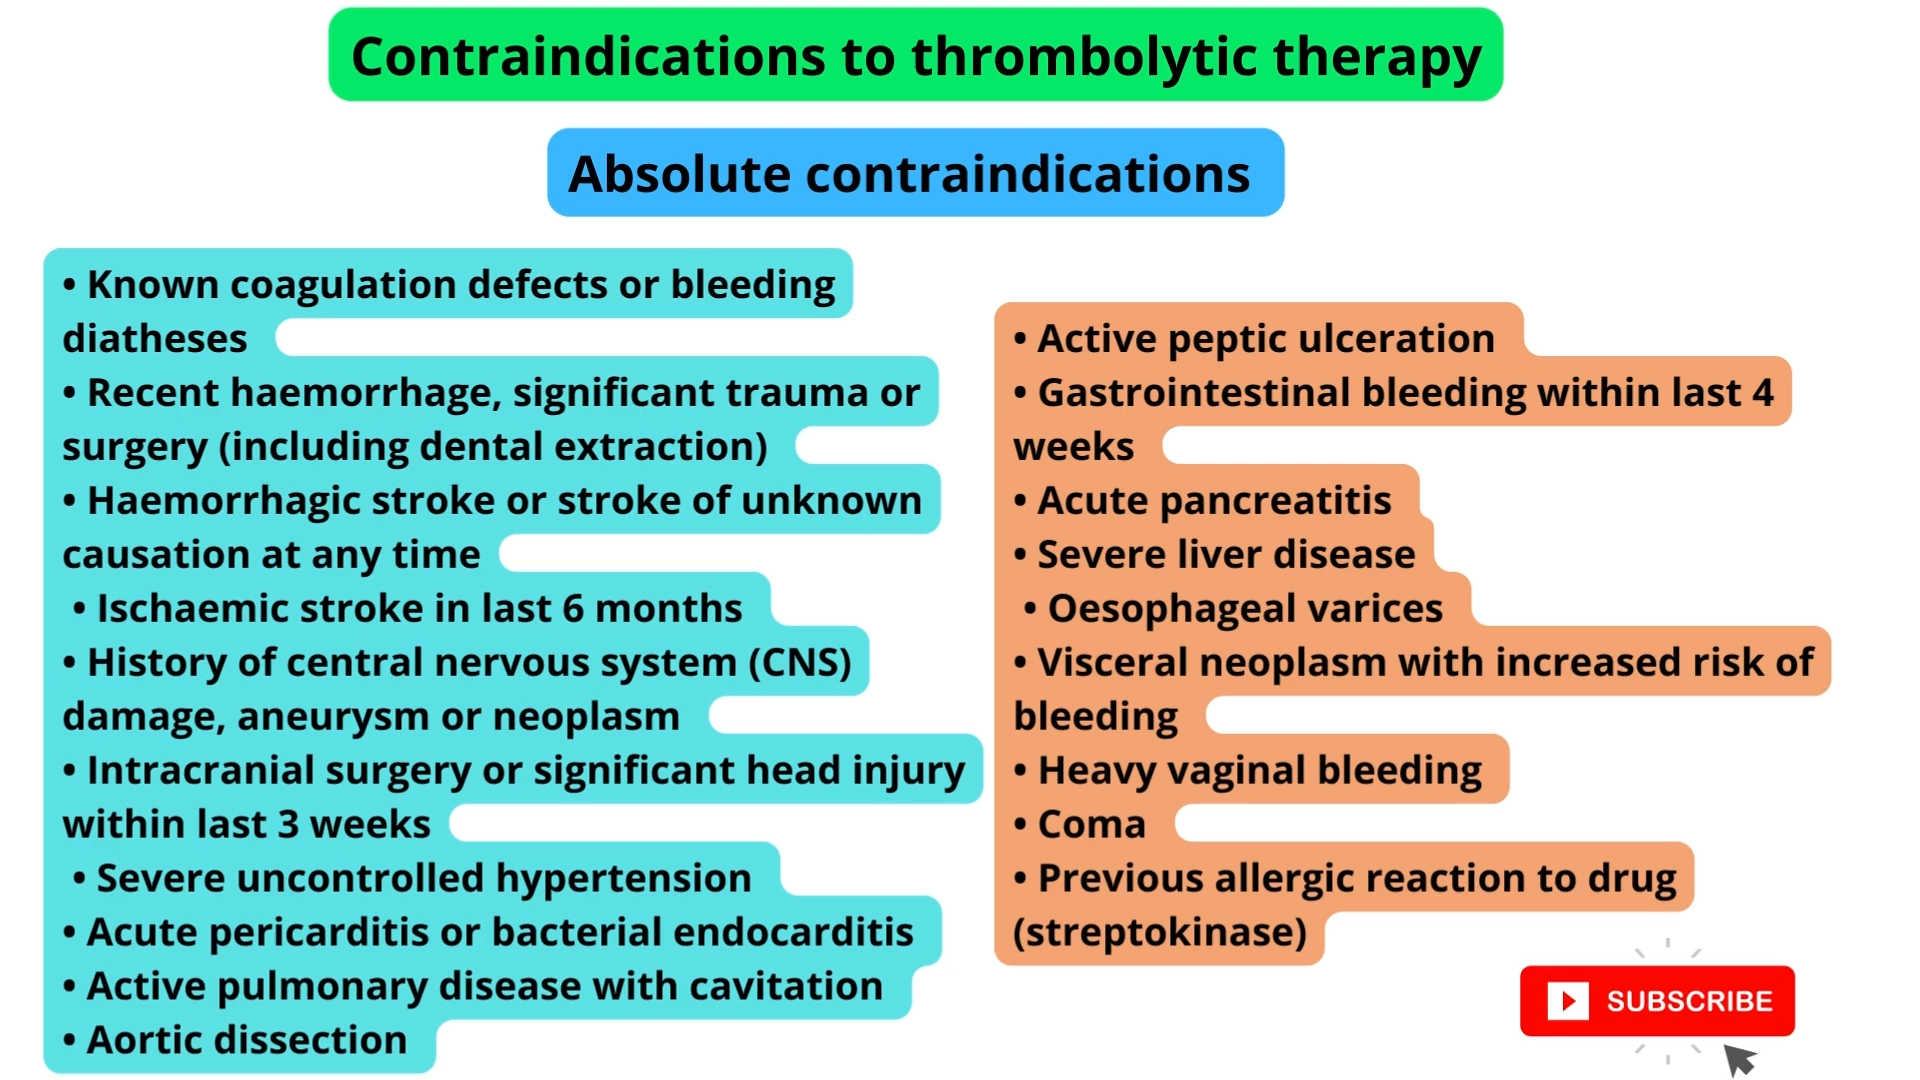 Contraindications to thrombolytic therapy
Absolute contraindications
• Known coagulation defects or bleeding
diatheses
• Recent haemorrhage, significant trauma or
surgery (including dental extraction)
• Haemorrhagic stroke or stroke of unknown
causation at any time
• Ischaemic stroke in last 6 months
• History of central nervous system (CNS)
damage, aneurysm or neoplasm
• Intracranial surgery or significant head injury
within last 3 weeks
• Severe uncontrolled hypertension
• Acute pericarditis or bacterial endocarditis
• Active pulmonary disease with cavitation
• Aortic dissection
• Active peptic ulceration
• Gastrointestinal bleeding within last 4
weeks
• Acute pancreatitis
• Severe liver disease
• Oesophageal varices
• Visceral neoplasm with increased risk of
bleeding
• Heavy vaginal bleeding
• Coma
• Previous allergic reaction to drug
(streptokinase)
SUBSCRIBE